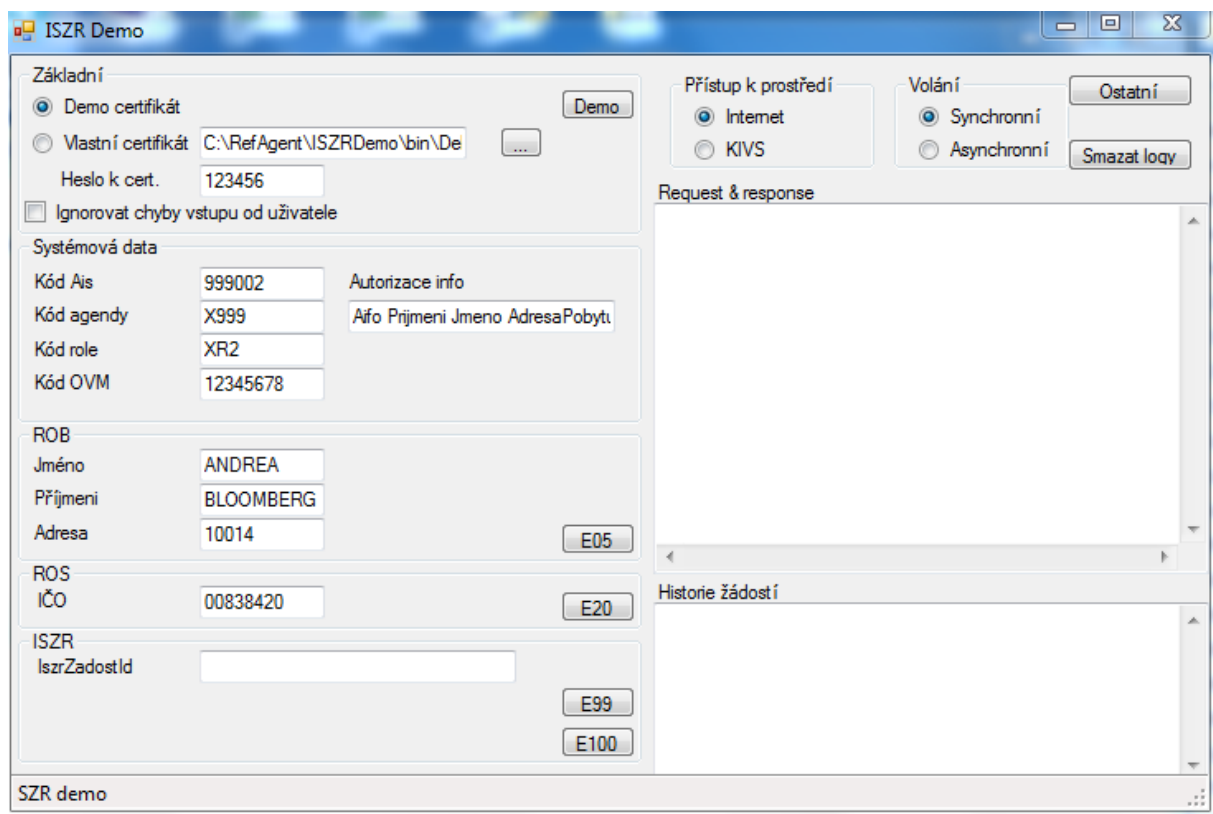 ISZR Demo
Základní
Demo certifikát
Demo
Vlastní certifikát C:\RefAgent\ISZRDemo\bin\De ...
Heslo k cert. 123456
Ignorovat chyby vstupu od uživatele
Systémová data
Kód Ais 999002 Autorizace info
Kód agendy X999 Aifo Prijmeni Jmeno AdresaPobytu
Kód role XR2
Kód OVM 12345678
ROB
Jméno ANDREA
Příjmeni BLOOMBERG
Adresa 10014
E05
ROS
IČO 00838420
E20
ISZR
IszrZadostId
E99
E100
Přístup k prostředí
Internet
KIVS
Volání
Synchronní
Asynchronní
Ostatní
Smazat logy
Request & response
Historie žádostí
SZR demo